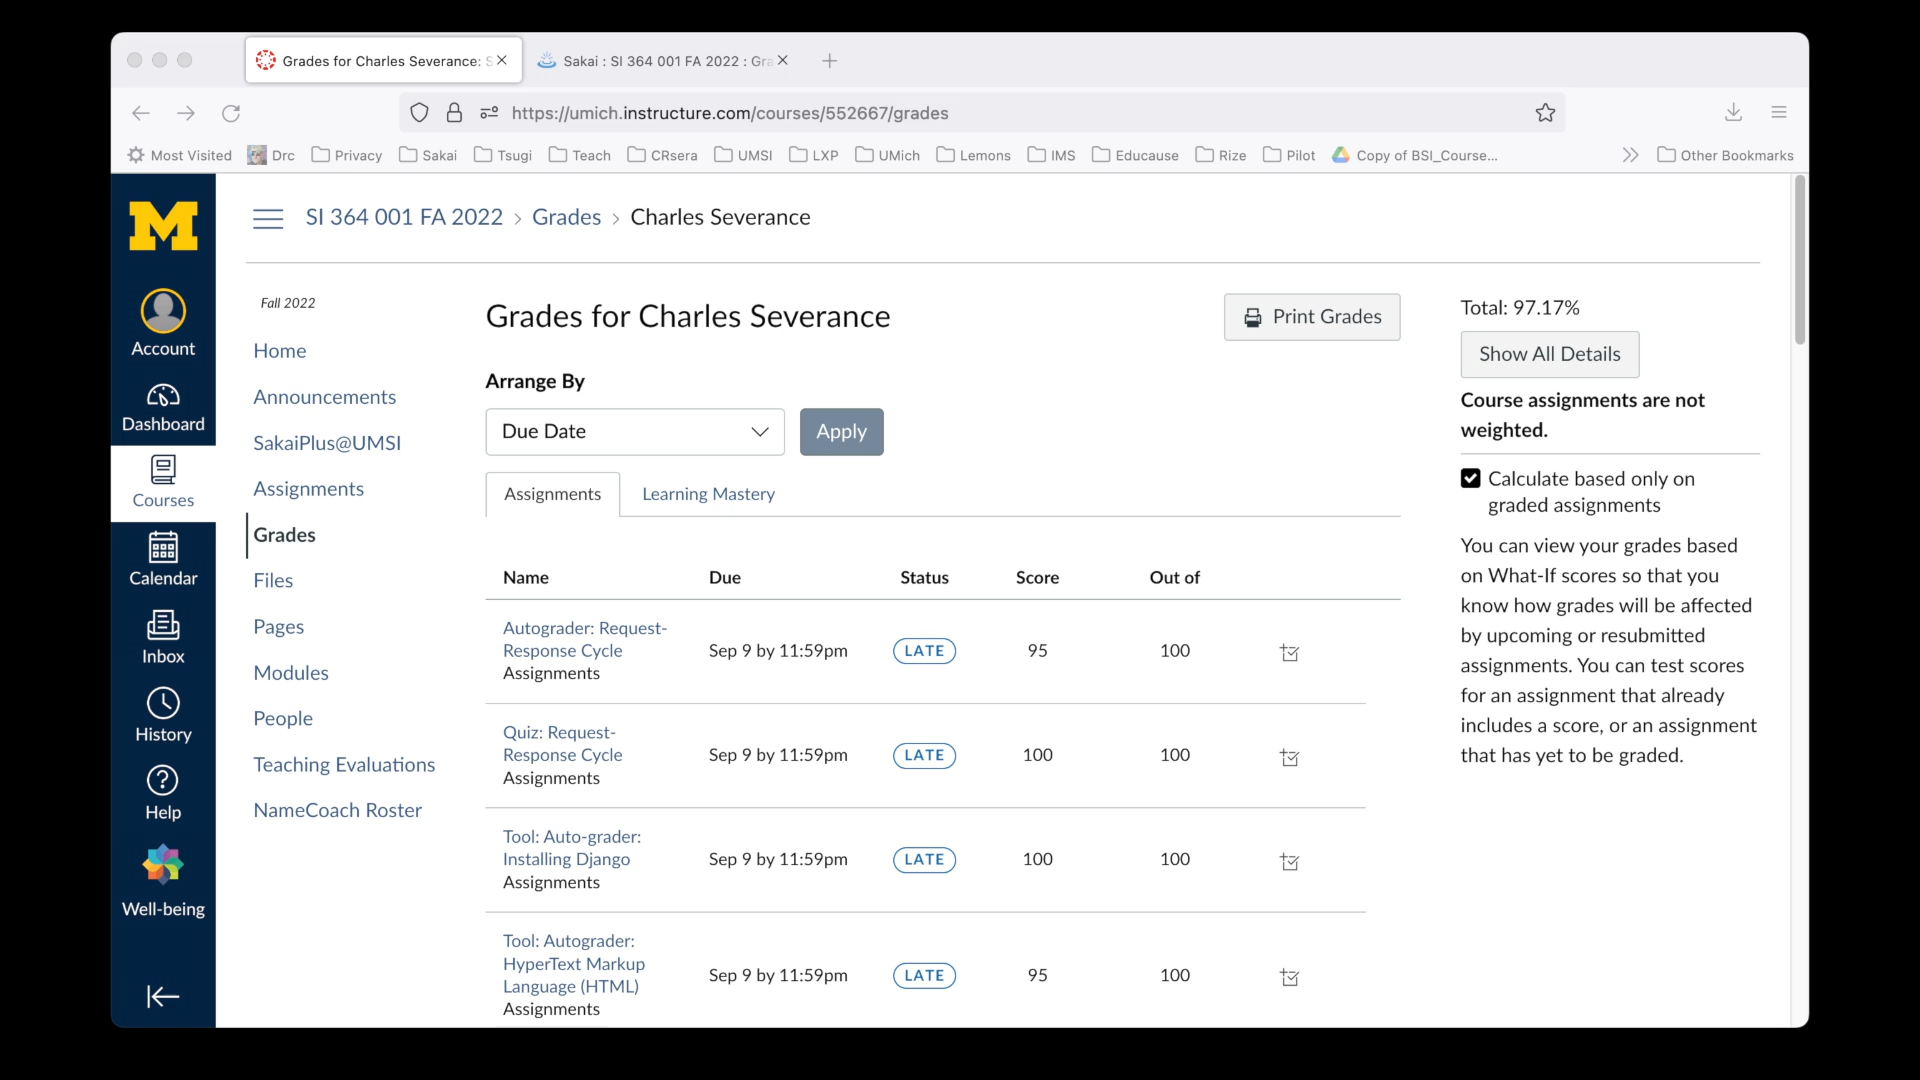 Grades for Charles Severance: S
Sakai : SI 364 001 FA 2022 : Gra
https://umich.instructure.com/courses/552667/grades
Most Visited Drc Privacy Sakai Tsugi Teach CRsera UMSI LXP UMich Lemons IMS Educause Rize Pilot Copy of BSI_Course... Other Bookmarks
M
Account
Dashboard
Courses
Calendar
Inbox
History
Help
Well-being
SI 364 001 FA 2022 › Grades › Charles Severance
Fall 2022
Home
Announcements
SakaiPlus@UMSI
Assignments
Grades
Files
Pages
Modules
People
Teaching Evaluations
NameCoach Roster
Grades for Charles Severance
Print Grades
Arrange By
Due Date
Apply
Assignments Learning Mastery
Name Due Status Score Out of
Autograder: Request-
Response Cycle
Assignments
Sep 9 by 11:59pm LATE 95 100
Quiz: Request-
Response Cycle
Assignments
Sep 9 by 11:59pm LATE 100 100
Tool: Auto-grader:
Installing Django
Assignments
Sep 9 by 11:59pm LATE 100 100
Tool: Autograder:
HyperText Markup
Language (HTML)
Assignments
Sep 9 by 11:59pm LATE 95 100
Total: 97.17%
Show All Details
Course assignments are not
weighted.
Calculate based only on
graded assignments
You can view your grades based
on What-If scores so that you
know how grades will be affected
by upcoming or resubmitted
assignments. You can test scores
for an assignment that already
includes a score, or an assignment
that has yet to be graded.